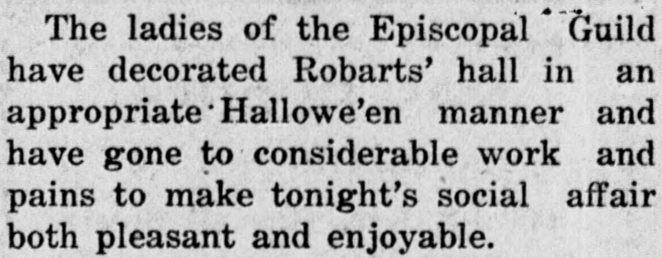 The ladies of the Episcopal Guild
have decorated Robarts' hall in an
appropriate Hallowe'en manner and
have gone to considerable work and
pains to make tonight's social affair
both pleasant and enjoyable.